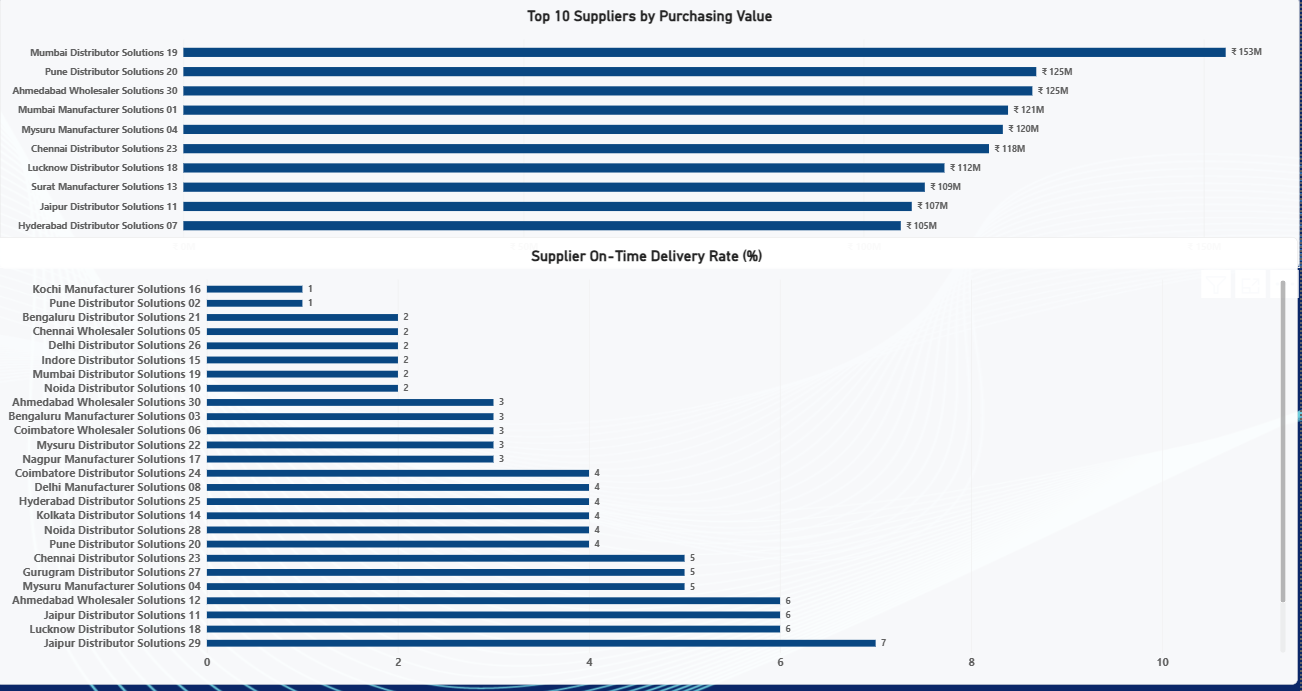 Top 10 Suppliers by Purchasing Value
Mumbai Distributor Solutions 19 ₹ 153M
Pune Distributor Solutions 20 ₹ 125M
Ahmedabad Wholesaler Solutions 30 ₹ 125M
Mumbai Manufacturer Solutions 01 ₹ 121M
Mysuru Manufacturer Solutions 04 ₹ 120M
Chennai Distributor Solutions 23 ₹ 118M
Lucknow Distributor Solutions 18 ₹ 112M
Surat Manufacturer Solutions 13 ₹ 109M
Jaipur Distributor Solutions 11 ₹ 107M
Hyderabad Distributor Solutions 07 ₹ 105M
Supplier On-Time Delivery Rate (%)
Kochi Manufacturer Solutions 16 1
Pune Distributor Solutions 02 1
Bengaluru Distributor Solutions 21 2
Chennai Wholesaler Solutions 05 2
Delhi Distributor Solutions 26 2
Indore Distributor Solutions 15 2
Mumbai Distributor Solutions 19 2
Noida Distributor Solutions 10 2
Ahmedabad Wholesaler Solutions 30 3
Bengaluru Manufacturer Solutions 03 3
Coimbatore Wholesaler Solutions 06 3
Mysuru Distributor Solutions 22 3
Nagpur Manufacturer Solutions 17 3
Coimbatore Distributor Solutions 24 4
Delhi Manufacturer Solutions 08 4
Hyderabad Distributor Solutions 25 4
Kolkata Distributor Solutions 14 4
Noida Distributor Solutions 28 4
Pune Distributor Solutions 20 4
Chennai Distributor Solutions 23 5
Gurugram Distributor Solutions 27 5
Mysuru Manufacturer Solutions 04 5
Ahmedabad Wholesaler Solutions 12 6
Jaipur Distributor Solutions 11 6
Lucknow Distributor Solutions 18 6
Jaipur Distributor Solutions 29 7
0 2 4 6 8 10